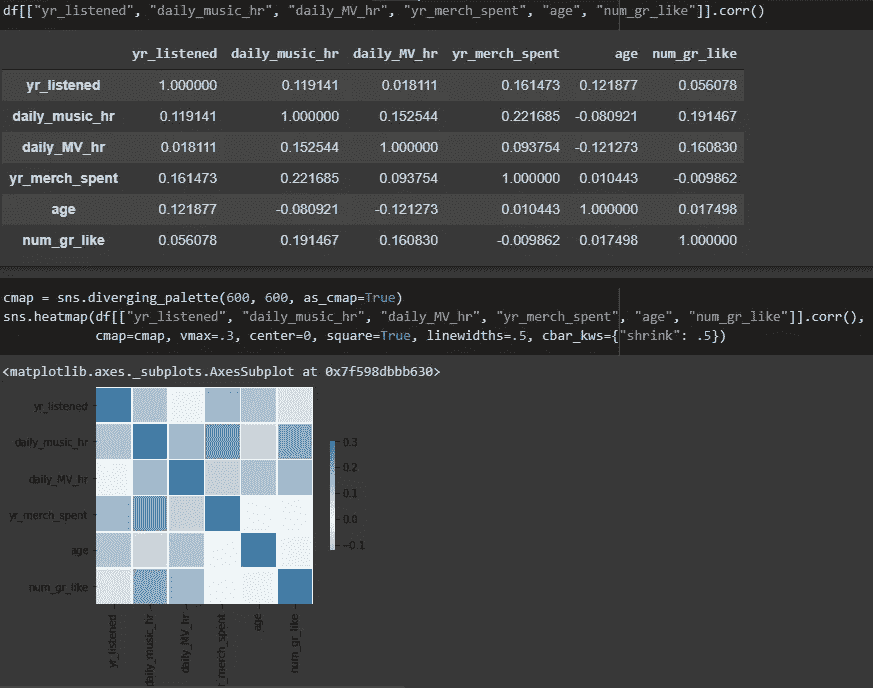 df[["yr_listened", "daily_music_hr", "daily_MV_hr", "yr_merch_spent", "age", "num_gr_like"]].corr()
yr_listened daily_music_hr daily_MV_hr yr_merch_spent age num_gr_like
yr_listened 1.000000 0.119141 0.018111 0.161473 0.121877 0.056078
daily_music_hr 0.119141 1.000000 0.152544 0.221685 -0.080921 0.191467
daily_MV_hr 0.018111 0.152544 1.000000 0.093754 -0.121273 0.160830
yr_merch_spent 0.161473 0.221685 0.093754 1.000000 0.010443 -0.009862
age 0.121877 -0.080921 -0.121273 0.010443 1.000000 0.017498
num_gr_like 0.056078 0.191467 0.160830 -0.009862 0.017498 1.000000
cmap = sns.diverging_palette(600, 600, as_cmap=True)
sns.heatmap(df[["yr_listened", "daily_music_hr", "daily_MV_hr", "yr_merch_spent", "age", "num_gr_like"]].corr(),
cmap=cmap, vmax=.3, center=0, square=True, linewidths=.5, cbar_kws={"shrink": .5})
<matplotlib.axes._subplots.AxesSubplot at 0x7f598dbbb630>
yr_listened
daily_music_hr
daily_MV_hr
yr_merch_spent
age
num_gr_like
0.3
0.2
0.1
0.0
-0.1
yr_listened
daily_music_hr
daily_MV_hr
r_merch_spent
age
num_gr_like